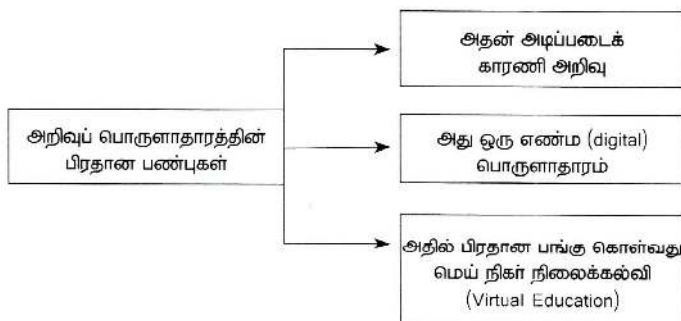 அறிவுப் பொருளாதாரத்தின்
பிரதான பண்புகள்
அதன் அடிப்படைக்
காரணி அறிவு
அது ஒரு எண்ம (digital)
பொருளாதாரம்
அதில் பிரதான பங்கு கொள்வது
மெய் நிகர் நிலைக்கல்வி
(Virtual Education)